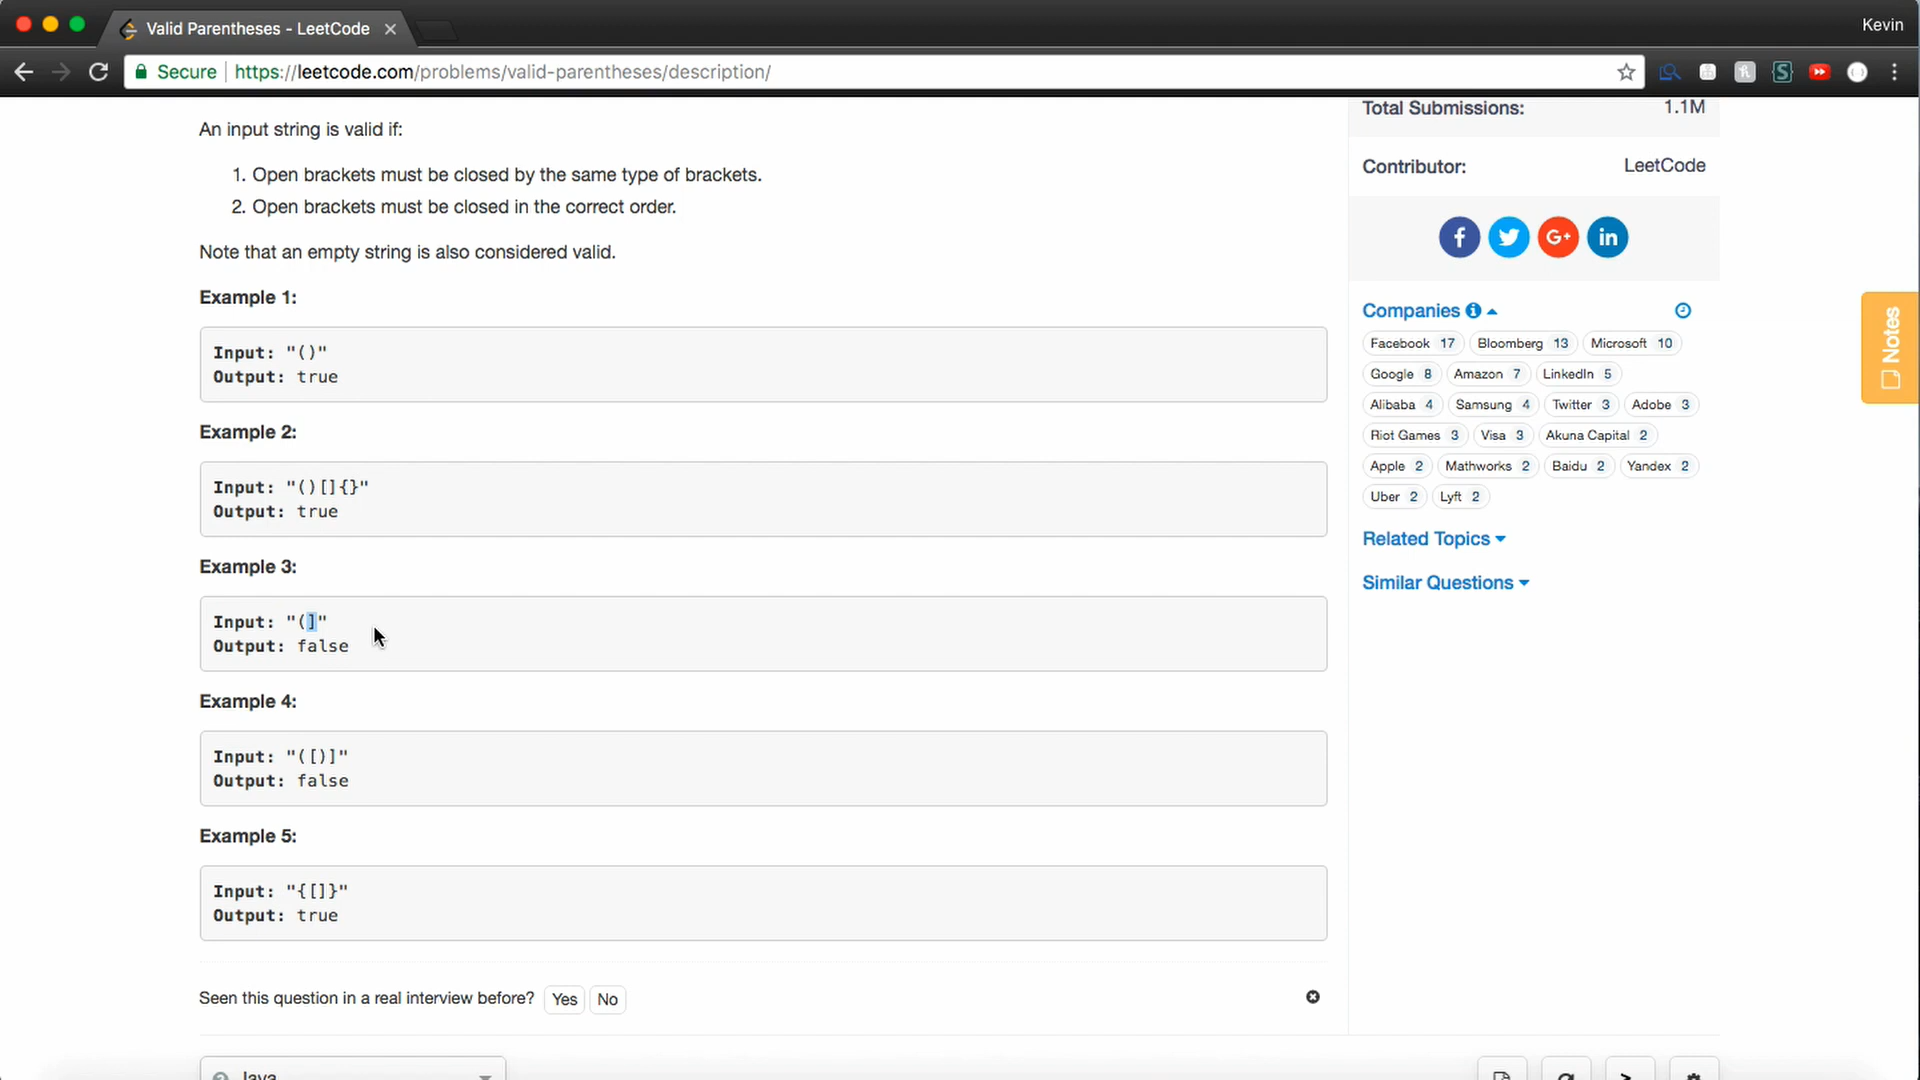 Valid Parentheses - LeetCode
Kevin
Secure
https://leetcode.com/problems/valid-parentheses/description/
An input string is valid if:
1. Open brackets must be closed by the same type of brackets.
2. Open brackets must be closed in the correct order.
Note that an empty string is also considered valid.
Example 1:
Input: "()"
Output: true
Example 2:
Input: "()[]{}"
Output: true
Example 3:
Input: "(]"
Output: false
Example 4:
Input: "([)]"
Output: false
Example 5:
Input: "{[]}"
Output: true
Seen this question in a real interview before? Yes No
Java
Total Submissions: 1.1M
Contributor: LeetCode
f G+ in
Companies
Facebook 17 Bloomberg 13 Microsoft 10
Google 8 Amazon 7 LinkedIn 5
Alibaba 4 Samsung 4 Twitter 3 Adobe 3
Riot Games 3 Visa 3 Akuna Capital 2
Apple 2 Mathworks 2 Baidu 2 Yandex 2
Uber 2 Lyft 2
Related Topics
Similar Questions
Notes